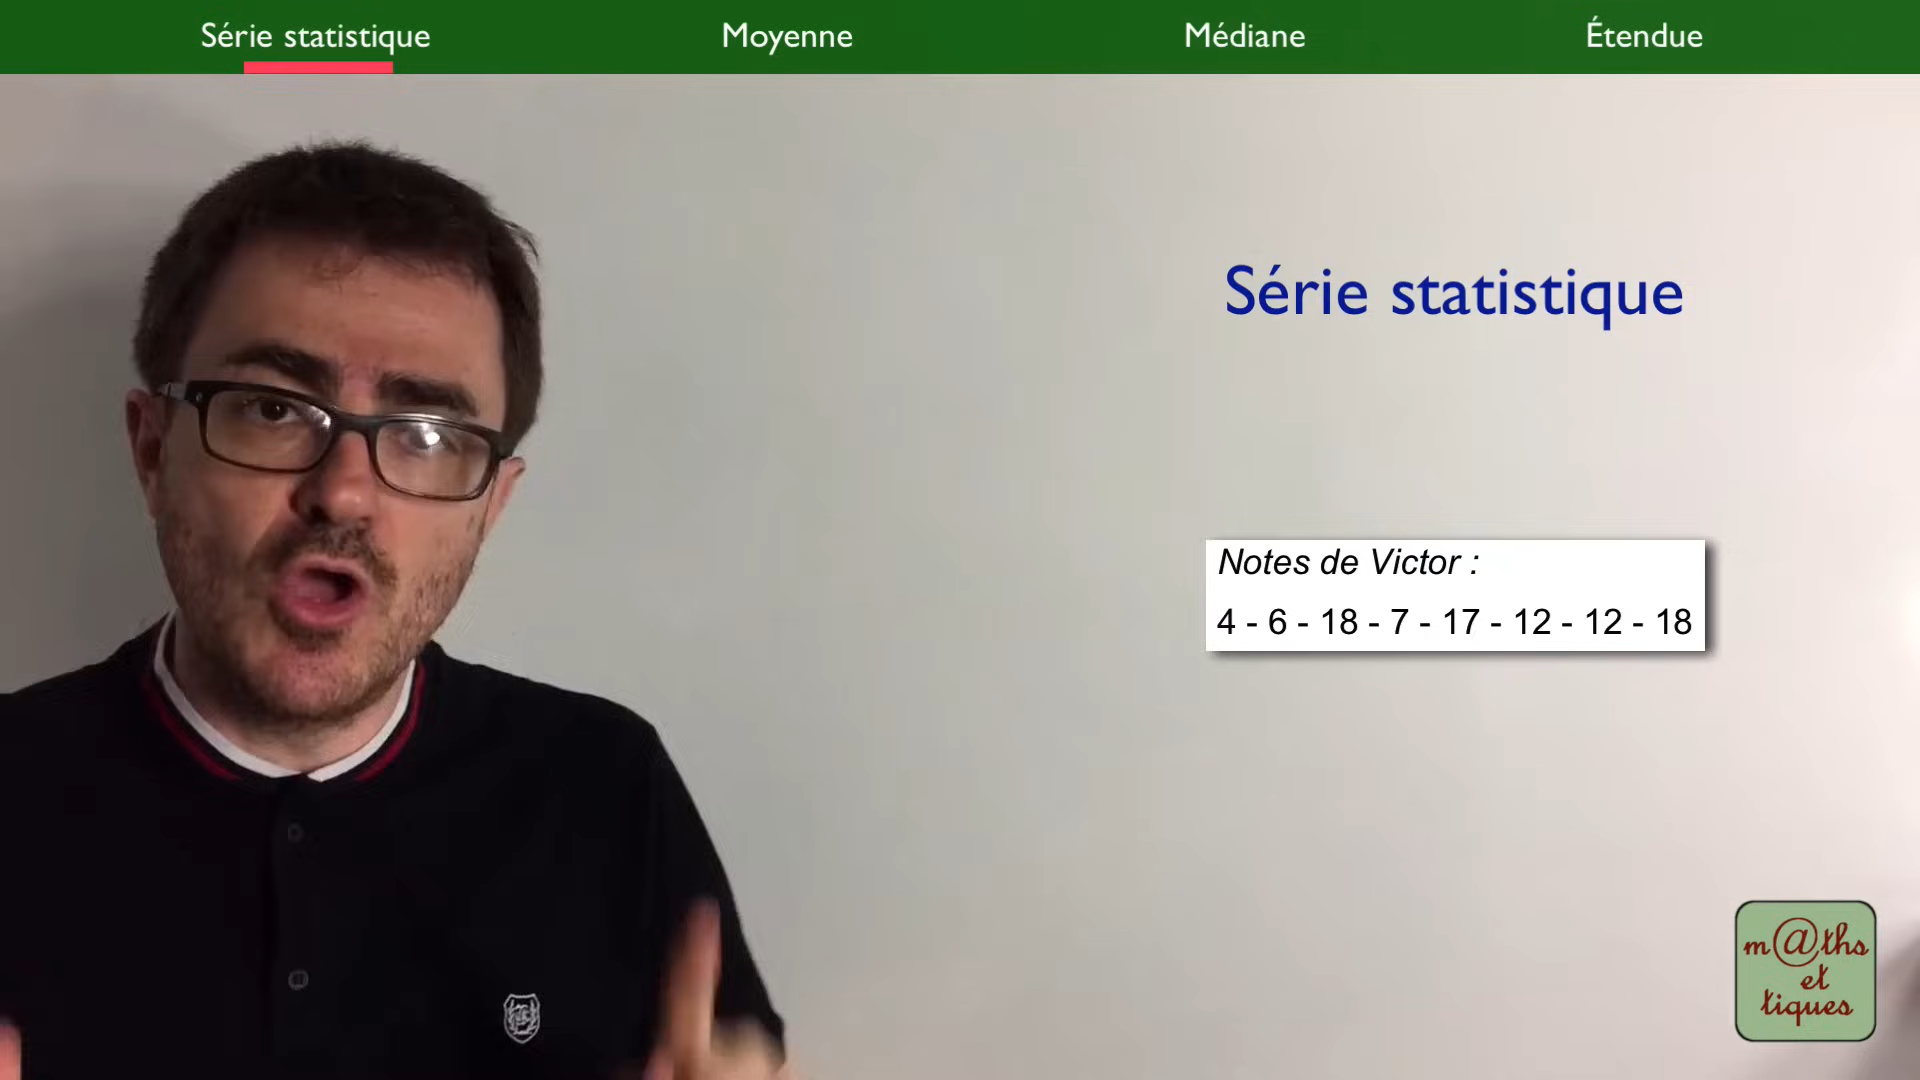 Série statistique
Moyenne
Médiane
Étendue
Série statistique
Notes de Victor :
4 - 6 - 18 - 7 - 17 - 12 - 12 - 18
m@ths
et
tiques